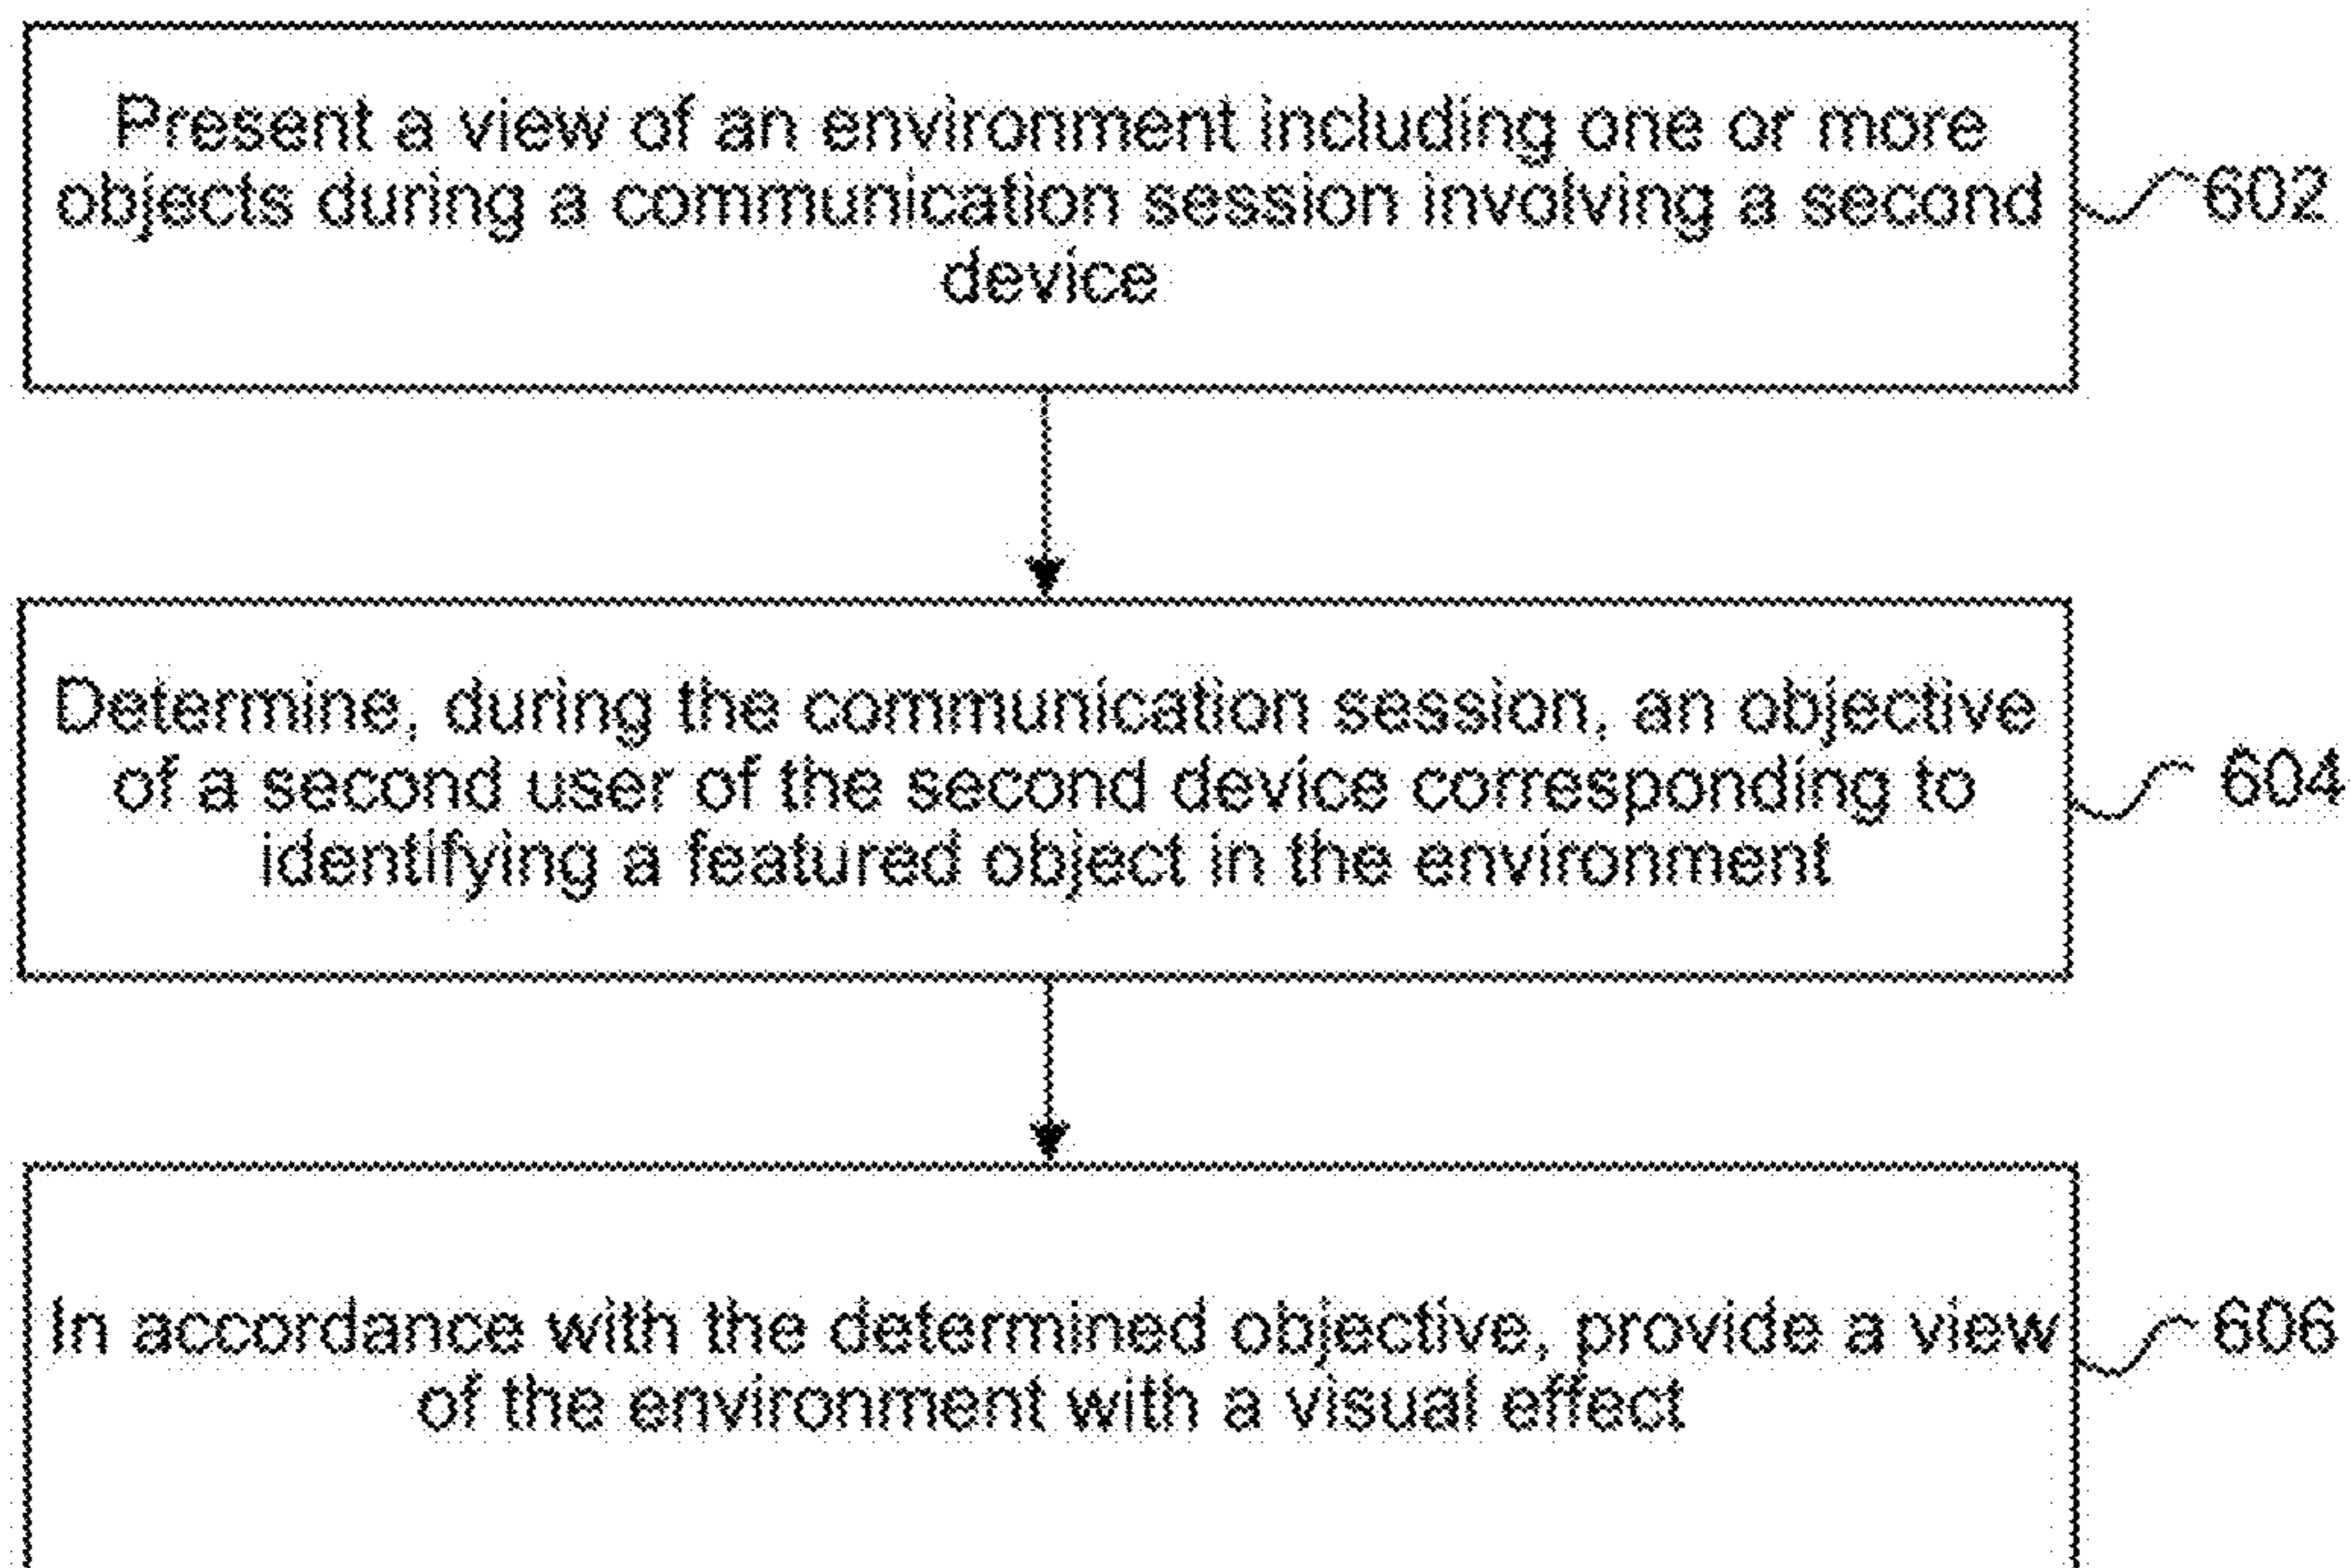 Present a view of an environment including one or more
objects during a communication session involving a second
device
602
Determine, during the communication session, an objective
of a second user of the second device corresponding to
identifying a featured object in the environment
604
In accordance with the determined objective, provide a view
of the environment with a visual effect
606